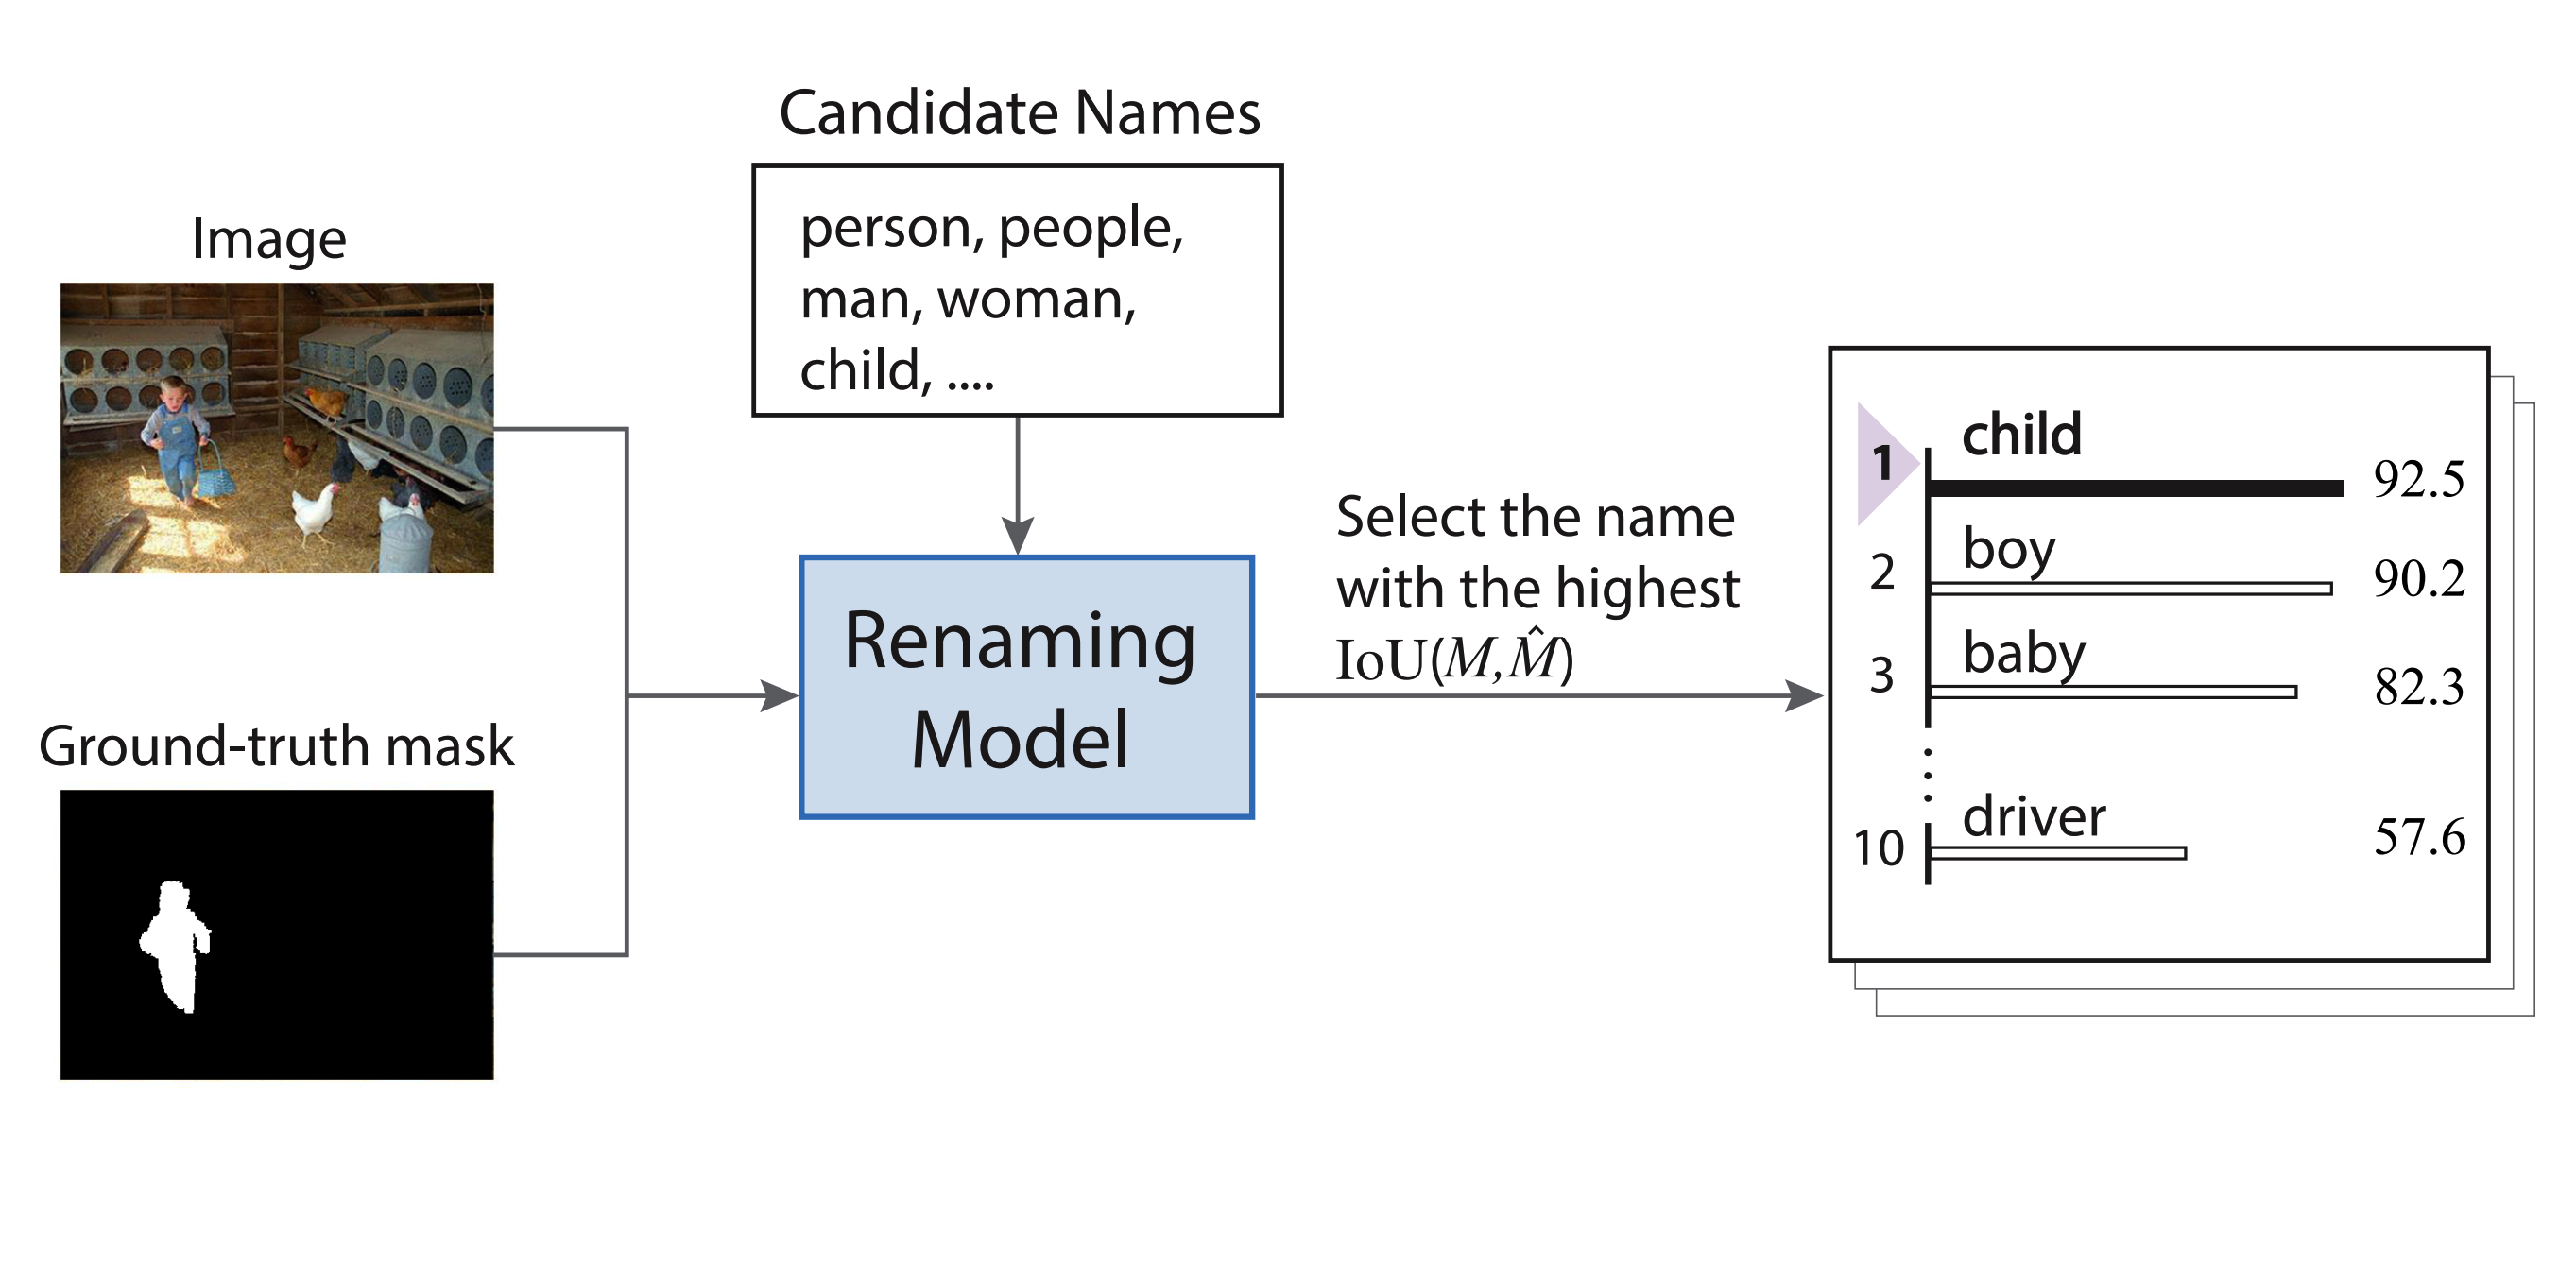 Candidate Names
person, people,
man, woman,
child, ....
Image
Ground-truth mask
Renaming
Model
Select the name
with the highest
IoU(M,M̂)
1 child 92.5
2 boy 90.2
3 baby 82.3
10 driver 57.6